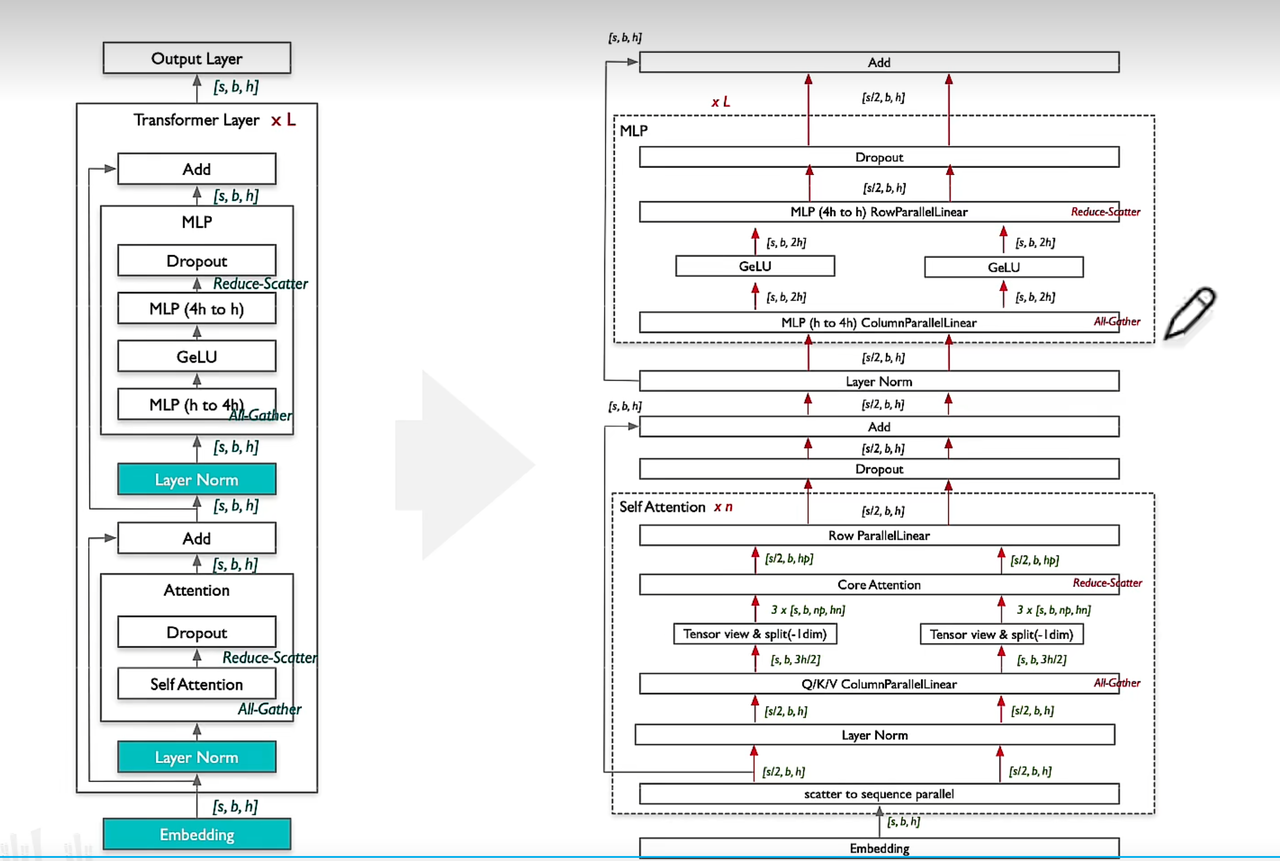 Output Layer
[s, b, h]
Transformer Layer x L
Add
[s, b, h]
MLP
Dropout
Reduce-Scatter
MLP (4h to h)
GeLU
MLP (h to 4h)
All-Gather
[s, b, h]
Layer Norm
[s, b, h]
Add
[s, b, h]
Attention
Dropout
Reduce-Scatter
Self Attention
All-Gather
Layer Norm
[s, b, h]
Embedding
[s, b, h]
Add
x L
[s/2, b, h]
MLP
Dropout
[s/2, b, h]
MLP (4h to h) RowParallelLinear
Reduce-Scatter
[s, b, 2h]
[s, b, 2h]
GeLU
GeLU
[s, b, 2h]
[s, b, 2h]
MLP (h to 4h) ColumnParallelLinear
All-Gather
[s/2, b, h]
Layer Norm
[s, b, h]
[s/2, b, h]
Add
[s/2, b, h]
Dropout
Self Attention x n
[s/2, b, h]
Row ParallelLinear
[s/2, b, hp]
[s/2, b, hp]
Core Attention
Reduce-Scatter
3 x [s, b, np, hn]
3 x [s, b, np, hn]
Tensor view & split(-1dim)
Tensor view & split(-1dim)
[s, b, 3h/2]
[s, b, 3h/2]
Q/K/V ColumnParallelLinear
All-Gather
[s/2, b, h]
[s/2, b, h]
Layer Norm
[s/2, b, h]
[s/2, b, h]
scatter to sequence parallel
[s, b, h]
Embedding